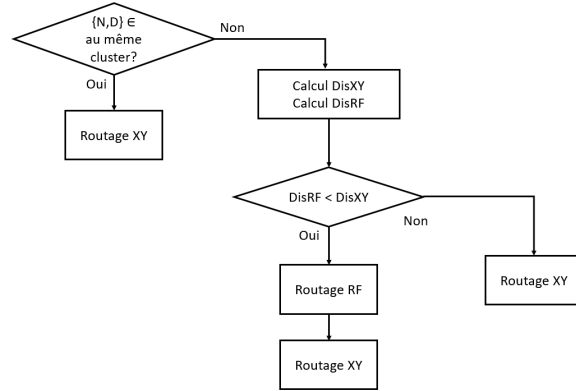 {N,D} ∈
au même
cluster?
Non
Oui
Calcul DisXY
Calcul DisRF
Routage XY
DisRF < DisXY
Non
Oui
Routage RF
Routage XY
Routage XY